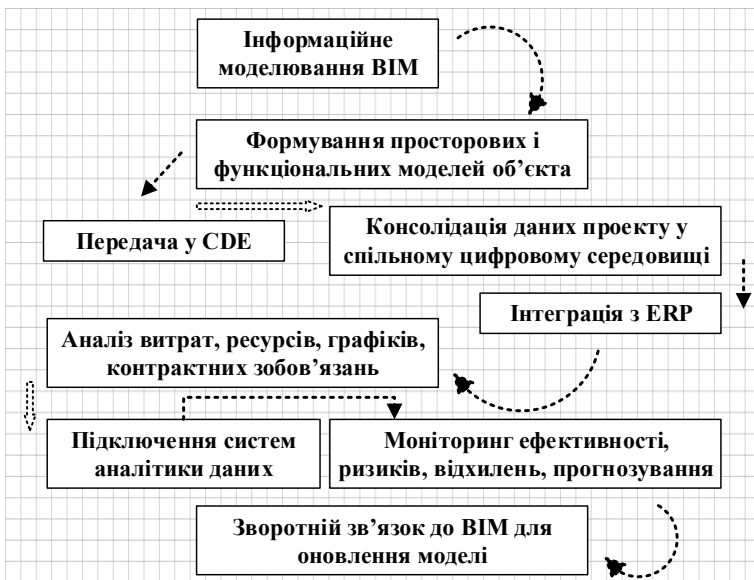 Інформаційне
моделювання BIM
Формування просторових і
функціональних моделей об’єкта
Передача у CDE
Консолідація даних проекту у
спільному цифровому середовищі
Інтеграція з ERP
Аналіз витрат, ресурсів, графіків,
контрактних зобов’язань
Підключення систем
аналітики даних
Моніторинг ефективності,
ризиків, відхилень, прогнозування
Зворотній зв’язок до BIM для
оновлення моделі